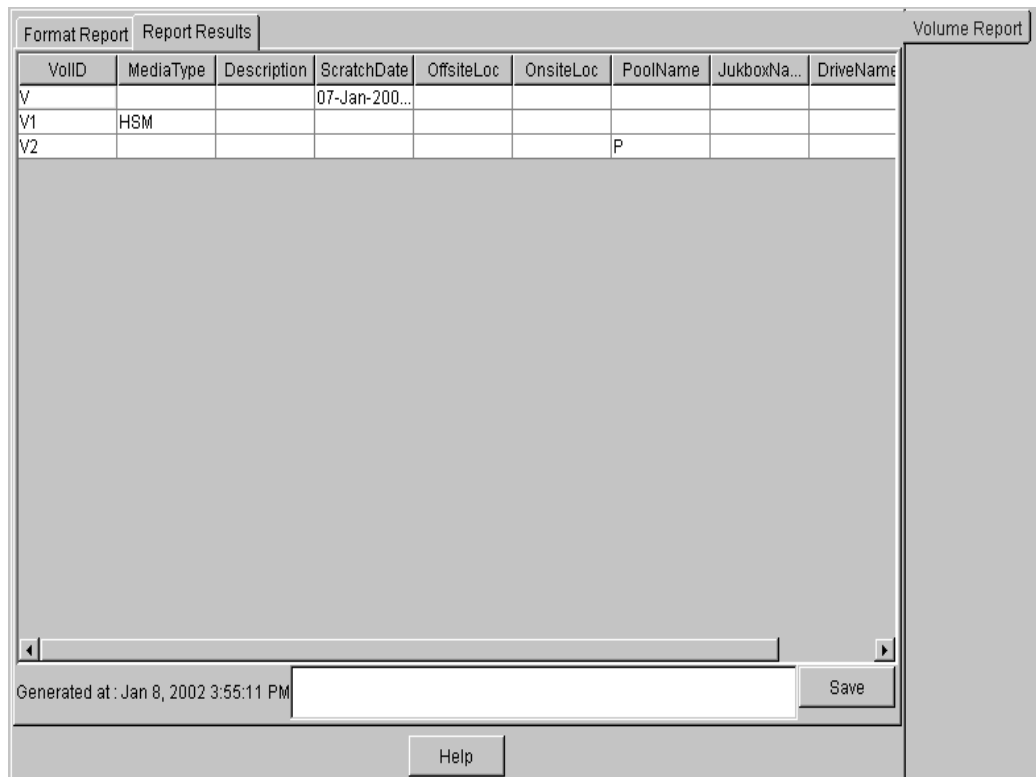 Format Report Report Results Volume Report
VolID MediaType Description ScratchDate OffsiteLoc OnsiteLoc PoolName JukboxNa... DriveName
V 07-Jan-200...
V1 HSM
V2 P
Generated at : Jan 8, 2002 3:55:11 PM Save
Help